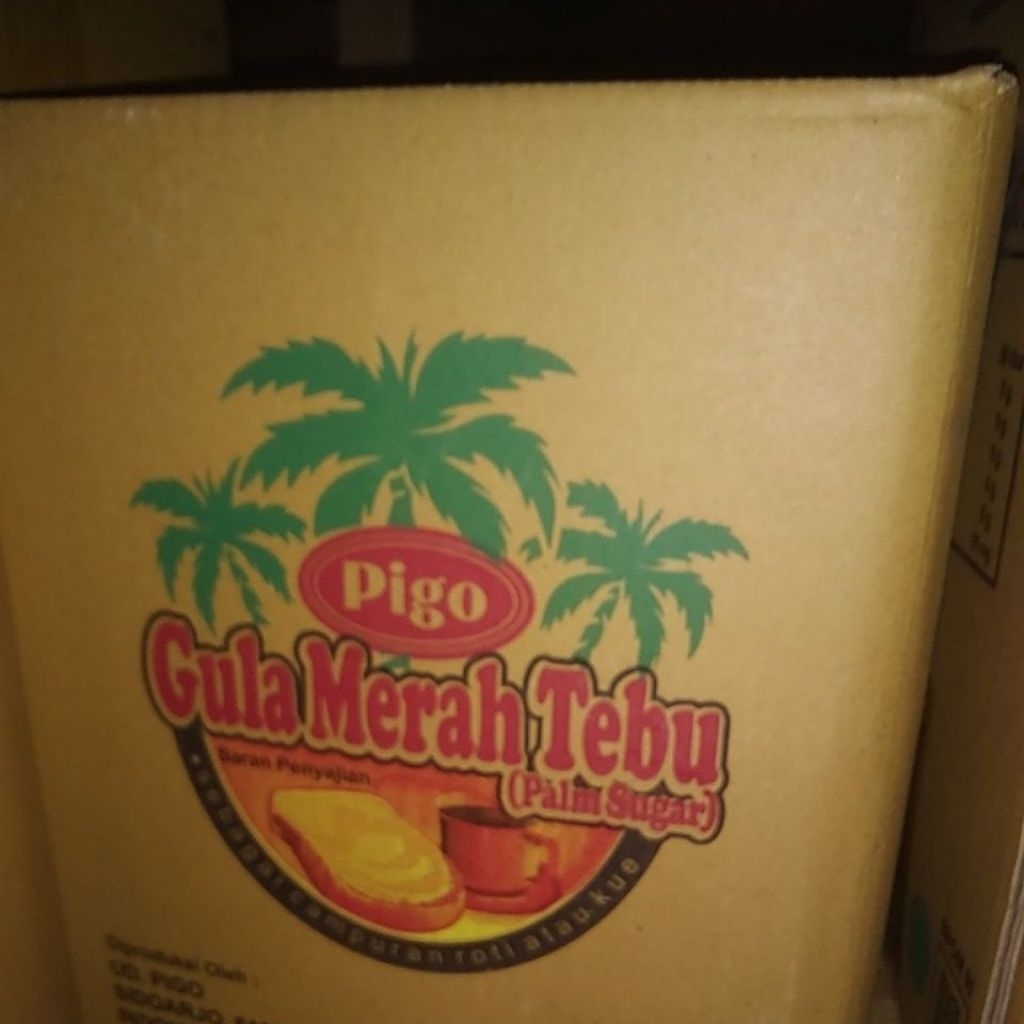 Pigo
Gula Merah Tebu
(Palm Sugar)
Saran Penyajian
sebagai campuran roti atau kue
Diproduksi Oleh :
UD. PIGO
SIDOARJO